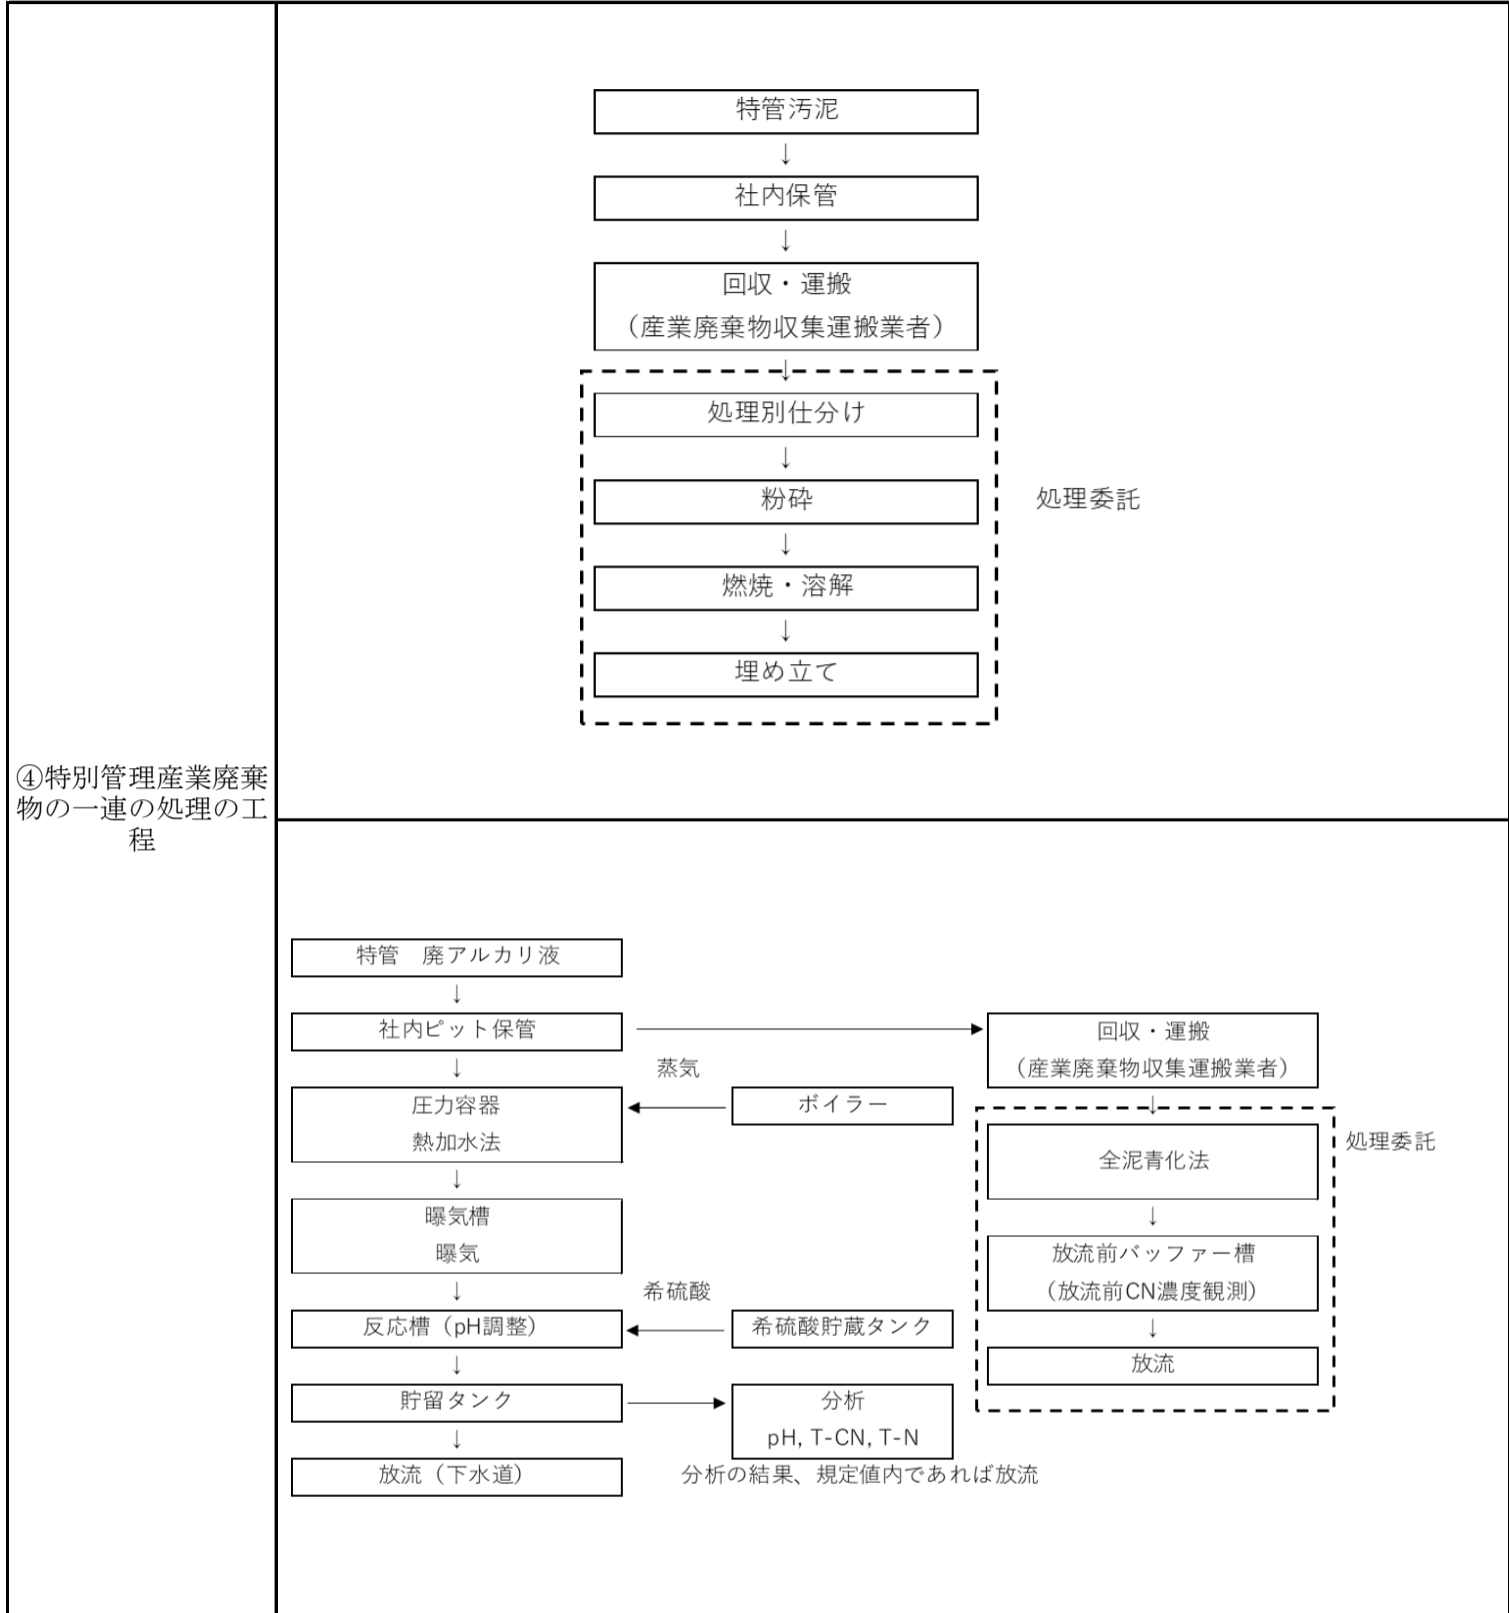 ④特別管理産業廃棄
物の一連の処理の工
程
特管汚泥
↓
社内保管
↓
回収・運搬
（産業廃棄物収集運搬業者）
↓
処理別仕分け
↓
粉砕
処理委託
↓
燃焼・溶解
↓
埋め立て
特管　廃アルカリ液
↓
社内ピット保管
↓
圧力容器
熱加水法
蒸気
ボイラー
↓
曝気槽
曝気
↓
反応槽（pH調整）
希硫酸
希硫酸貯蔵タンク
↓
貯留タンク
分析
pH, T-CN, T-N
↓
放流（下水道）
分析の結果、規定値内であれば放流
回収・運搬
（産業廃棄物収集運搬業者）
↓
処理委託
全泥青化法
↓
放流前バッファー槽
（放流前CN濃度観測）
↓
放流